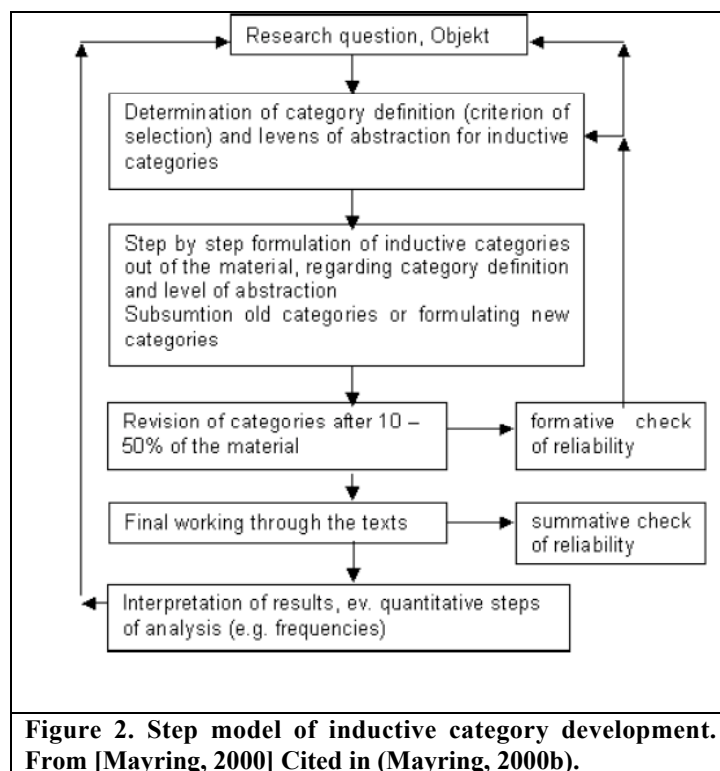 Research question, Objekt
Determination of category definition (criterion of
selection) and levens of abstraction for inductive
categories
Step by step formulation of inductive categories
out of the material, regarding category definition
and level of abstraction
Subsumtion old categories or formulating new
categories
Revision of categories after 10 –
50% of the material
formative check
of reliability
Final working through the texts
summative check
of reliability
Interpretation of results, ev. quantitative steps
of analysis (e.g. frequencies)
Figure 2. Step model of inductive category development.
From [Mayring, 2000] Cited in (Mayring, 2000b).